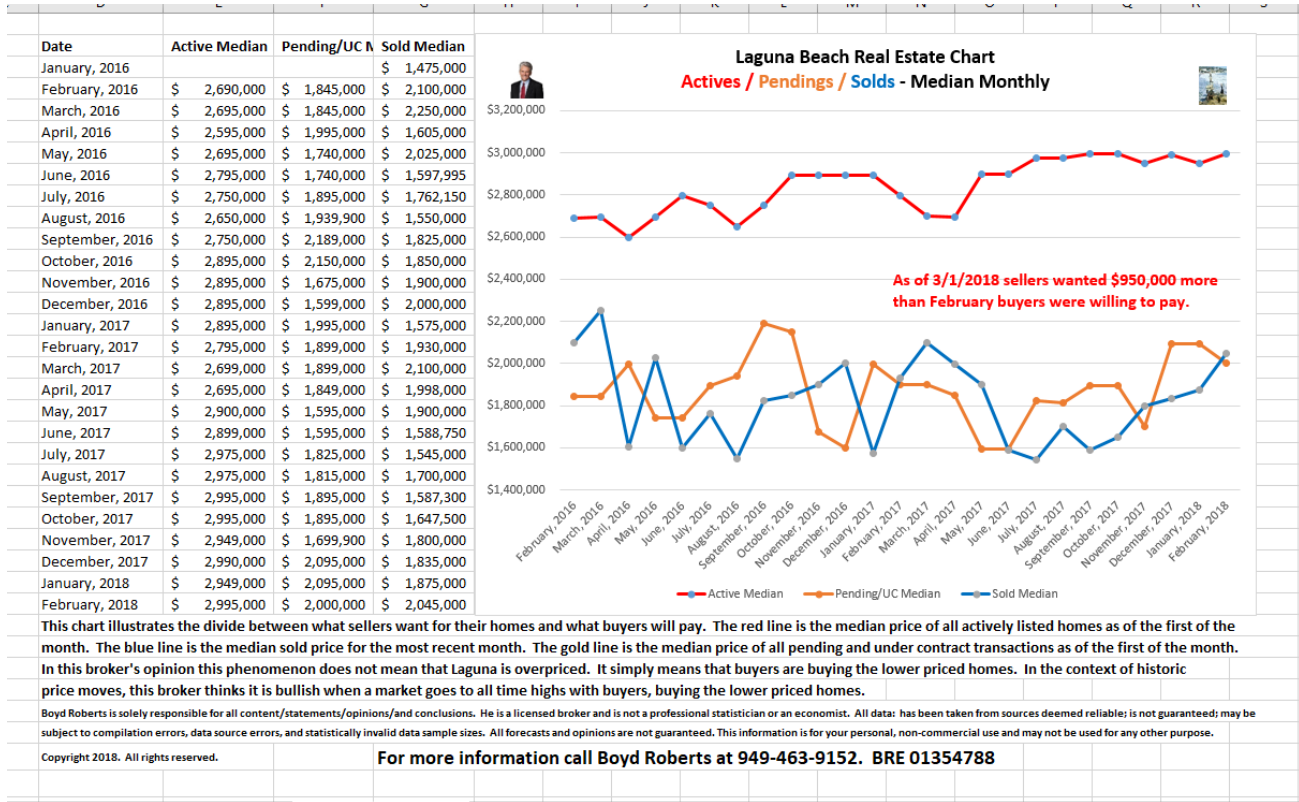 Date Active Median Pending/UC M Sold Median
January, 2016 $ 1,475,000
February, 2016 $ 2,690,000 $ 1,845,000 $ 2,100,000
March, 2016 $ 2,695,000 $ 1,845,000 $ 2,250,000
April, 2016 $ 2,595,000 $ 1,995,000 $ 1,605,000
May, 2016 $ 2,695,000 $ 1,740,000 $ 2,025,000
June, 2016 $ 2,795,000 $ 1,740,000 $ 1,597,995
July, 2016 $ 2,750,000 $ 1,895,000 $ 1,762,150
August, 2016 $ 2,650,000 $ 1,939,900 $ 1,550,000
September, 2016 $ 2,750,000 $ 2,189,000 $ 1,825,000
October, 2016 $ 2,895,000 $ 2,150,000 $ 1,850,000
November, 2016 $ 2,895,000 $ 1,675,000 $ 1,900,000
December, 2016 $ 2,895,000 $ 1,599,000 $ 2,000,000
January, 2017 $ 2,895,000 $ 1,995,000 $ 1,575,000
February, 2017 $ 2,795,000 $ 1,899,000 $ 1,930,000
March, 2017 $ 2,699,000 $ 1,899,000 $ 2,100,000
April, 2017 $ 2,695,000 $ 1,849,000 $ 1,998,000
May, 2017 $ 2,900,000 $ 1,595,000 $ 1,900,000
June, 2017 $ 2,899,000 $ 1,595,000 $ 1,588,750
July, 2017 $ 2,975,000 $ 1,825,000 $ 1,545,000
August, 2017 $ 2,975,000 $ 1,815,000 $ 1,700,000
September, 2017 $ 2,995,000 $ 1,895,000 $ 1,587,300
October, 2017 $ 2,995,000 $ 1,895,000 $ 1,647,500
November, 2017 $ 2,949,000 $ 1,699,900 $ 1,800,000
December, 2017 $ 2,990,000 $ 2,095,000 $ 1,835,000
January, 2018 $ 2,949,000 $ 2,095,000 $ 1,875,000
February, 2018 $ 2,995,000 $ 2,000,000 $ 2,045,000
Laguna Beach Real Estate Chart
Actives / Pendings / Solds - Median Monthly
$3,200,000
$3,000,000
$2,800,000
$2,600,000
$2,400,000
$2,200,000
$2,000,000
$1,800,000
$1,600,000
$1,400,000
As of 3/1/2018 sellers wanted $950,000 more
than February buyers were willing to pay.
February, 2016
March, 2016
April, 2016
May, 2016
June, 2016
July, 2016
August, 2016
September, 2016
October, 2016
November, 2016
December, 2016
January, 2017
February, 2017
March, 2017
April, 2017
May, 2017
June, 2017
July, 2017
August, 2017
September, 2017
October, 2017
November, 2017
December, 2017
January, 2018
February, 2018
Active Median Pending/UC Median Sold Median
This chart illustrates the divide between what sellers want for their homes and what buyers will pay. The red line is the median price of all actively listed homes as of the first of the
month. The blue line is the median sold price for the most recent month. The gold line is the median price of all pending and under contract transactions as of the first of the month.
In this broker's opinion this phenomenon does not mean that Laguna is overpriced. It simply means that buyers are buying the lower priced homes. In the context of historic
price moves, this broker thinks it is bullish when a market goes to all time highs with buyers, buying the lower priced homes.
Boyd Roberts is solely responsible for all content/statements/opinions/and conclusions. He is a licensed broker and is not a professional statistician or an economist. All data: has been taken from sources deemed reliable; is not guaranteed; may be
subject to compilation errors, data source errors, and statistically invalid data sample sizes. All forecasts and opinions are not guaranteed. This information is for your personal, non-commercial use and may not be used for any other purpose.
Copyright 2018. All rights reserved.
For more information call Boyd Roberts at 949-463-9152. BRE 01354788